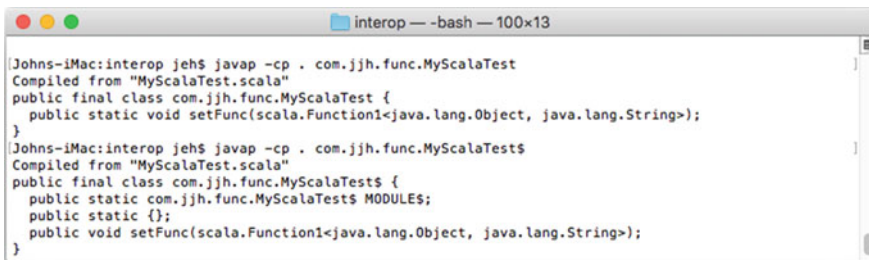 interop — -bash — 100×13
[Johns-iMac:interop jeh$ javap -cp . com.jjh.func.MyScalaTest ]
Compiled from "MyScalaTest.scala"
public final class com.jjh.func.MyScalaTest {
  public static void setFunc(scala.Function1<java.lang.Object, java.lang.String>);
}
[Johns-iMac:interop jeh$ javap -cp . com.jjh.func.MyScalaTest$ ]
Compiled from "MyScalaTest.scala"
public final class com.jjh.func.MyScalaTest$ {
  public static com.jjh.func.MyScalaTest$ MODULE$;
  public static {};
  public void setFunc(scala.Function1<java.lang.Object, java.lang.String>);
}